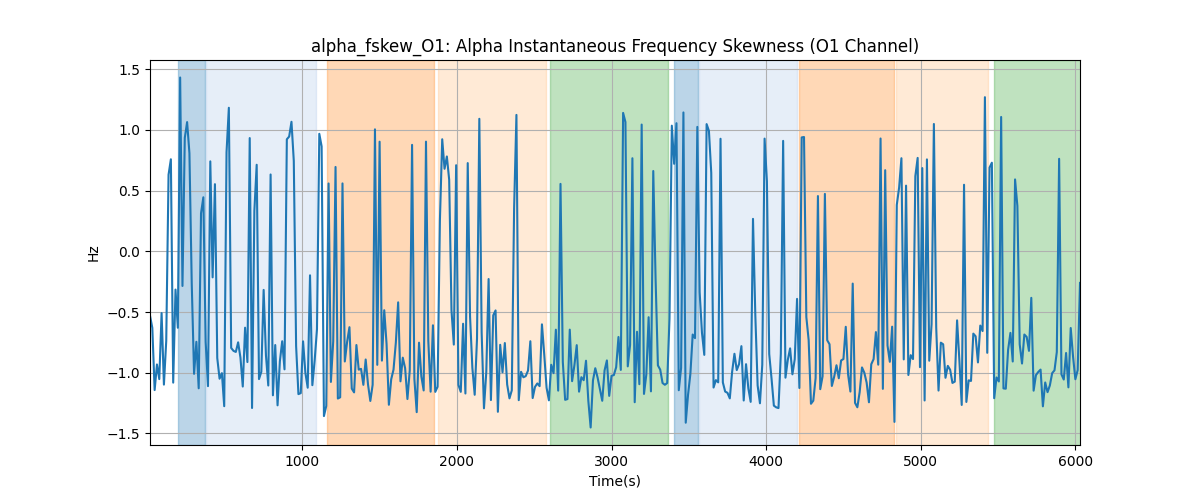 alpha_fskew_O1: Alpha Instantaneous Frequency Skewness (O1 Channel)
1.5
1.0
0.5
0.0
−0.5
−1.0
−1.5
Hz
1000 2000 3000 4000 5000 6000
Time(s)